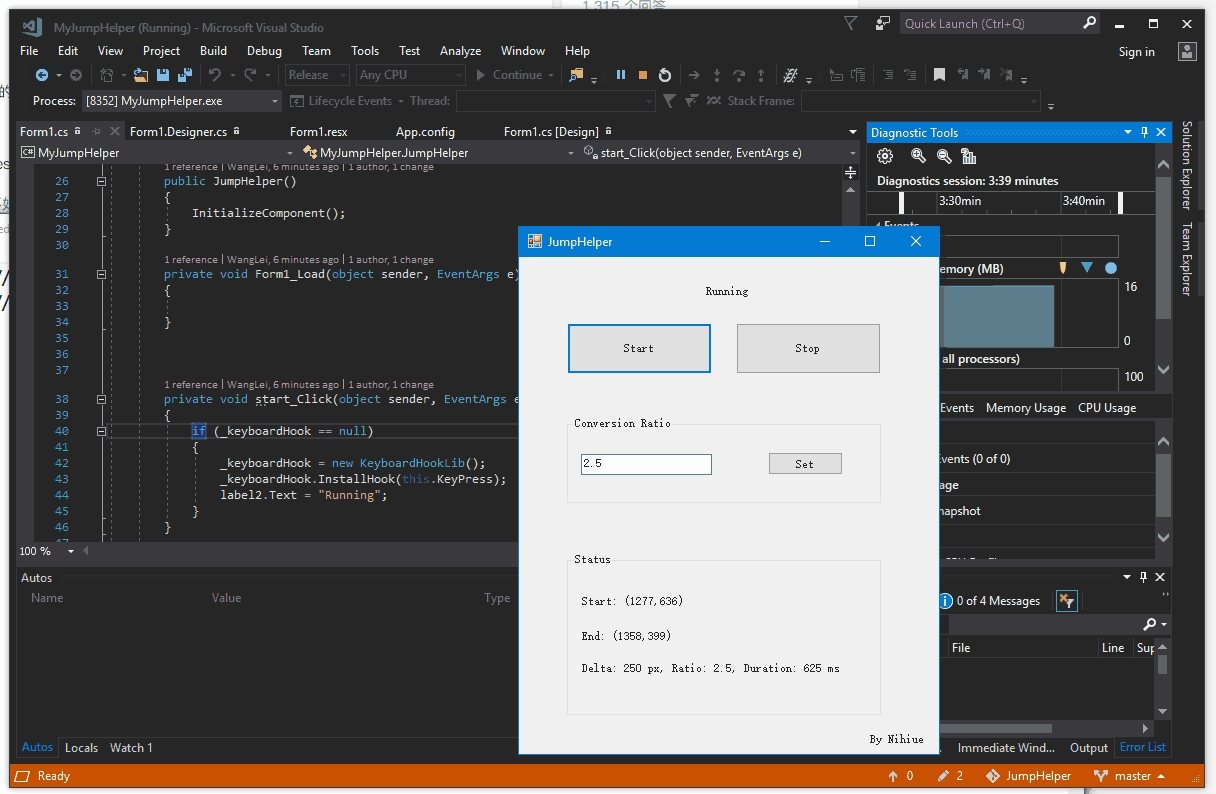 1,315 个回答
MyJumpHelper (Running) - Microsoft Visual Studio
Quick Launch (Ctrl+Q)
File Edit View Project Build Debug Team Tools Test Analyze Window Help
Sign in
Release Any CPU Continue
Process: [8352] MyJumpHelper.exe Lifecycle Events Thread: Stack Frame:
Form1.cs Form1.Designer.cs Form1.resx App.config Form1.cs [Design]
C# MyJumpHelper MyJumpHelper.JumpHelper start_Click(object sender, EventArgs e)
1 reference | WangLei, 6 minutes ago | 1 author, 1 change
26 public JumpHelper()
27 {
28 InitializeComponent();
29 }
30
1 reference | WangLei, 6 minutes ago | 1 author, 1 change
31 private void Form1_Load(object sender, EventArgs e)
32 {
33
34 }
35
36
37
1 reference | WangLei, 6 minutes ago | 1 author, 1 change
38 private void start_Click(object sender, EventArgs e
39 {
40 if (_keyboardHook == null)
41 {
42 _keyboardHook = new KeyboardHookLib();
43 _keyboardHook.InstallHook(this.KeyPress);
44 label2.Text = "Running";
45 }
46 }
100 %
Autos
Name Value Type
Autos Locals Watch 1
JumpHelper
Running
Start Stop
Conversion Ratio
2.5 Set
Status
Start: (1277,636)
End: (1358,399)
Delta: 250 px, Ratio: 2.5, Duration: 625 ms
By Nihiue
Diagnostic Tools
Diagnostics session: 3:39 minutes
3:30min 3:40min
Events
emory (MB)
16
0
all processors)
100
Events Memory Usage CPU Usage
vents (0 of 0)
age
napshot
0 of 4 Messages
File Line Sup
Immediate Wind... Output Error List
Solution Explorer
Team Explorer
Ready
0 2 JumpHelper master